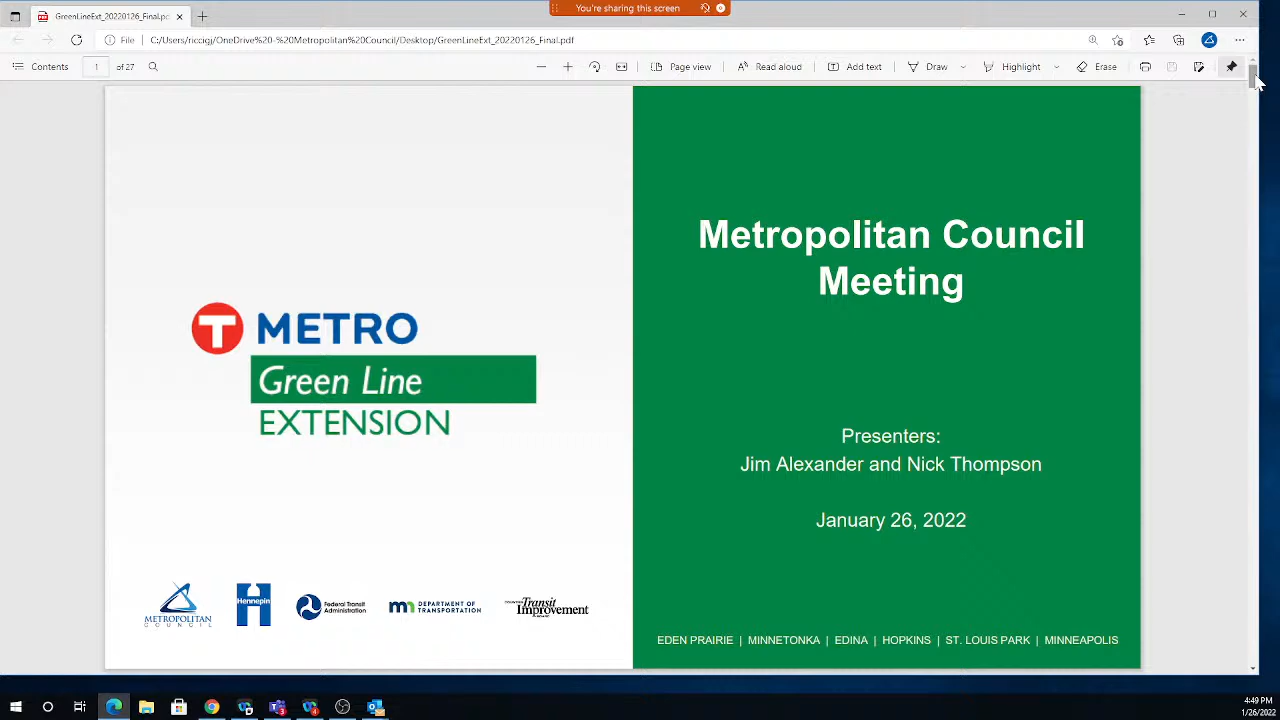 You're sharing this screen
GreenLineExt_20220126_Final.pc
File C:/Users/riccigj/OneDrive%20-%20Metropolitan%20Council/Desktop/GreenLineExt_20220126_Final.pdf
Contents 1 of 27 Page view Read aloud Add text Draw Highlight Erase
Metropolitan Council
Meeting
T METRO
Green Line
EXTENSION
Presenters:
Jim Alexander and Nick Thompson
January 26, 2022
METROPOLITAN
COUNCIL
Hennepin
Federal Transit
Administration
mn DEPARTMENT OF
TRANSPORTATION
Transit
Improvement
EDEN PRAIRIE | MINNETONKA | EDINA | HOPKINS | ST. LOUIS PARK | MINNEAPOLIS
4:49 PM
1/26/2022